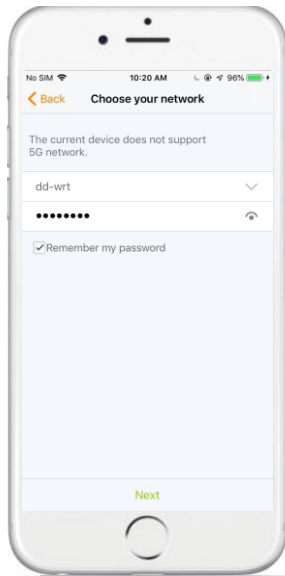 No SIM 10:20 AM 96%
Back Choose your network
The current device does not support
5G network.
dd-wrt
••••••••
Remember my password
Next